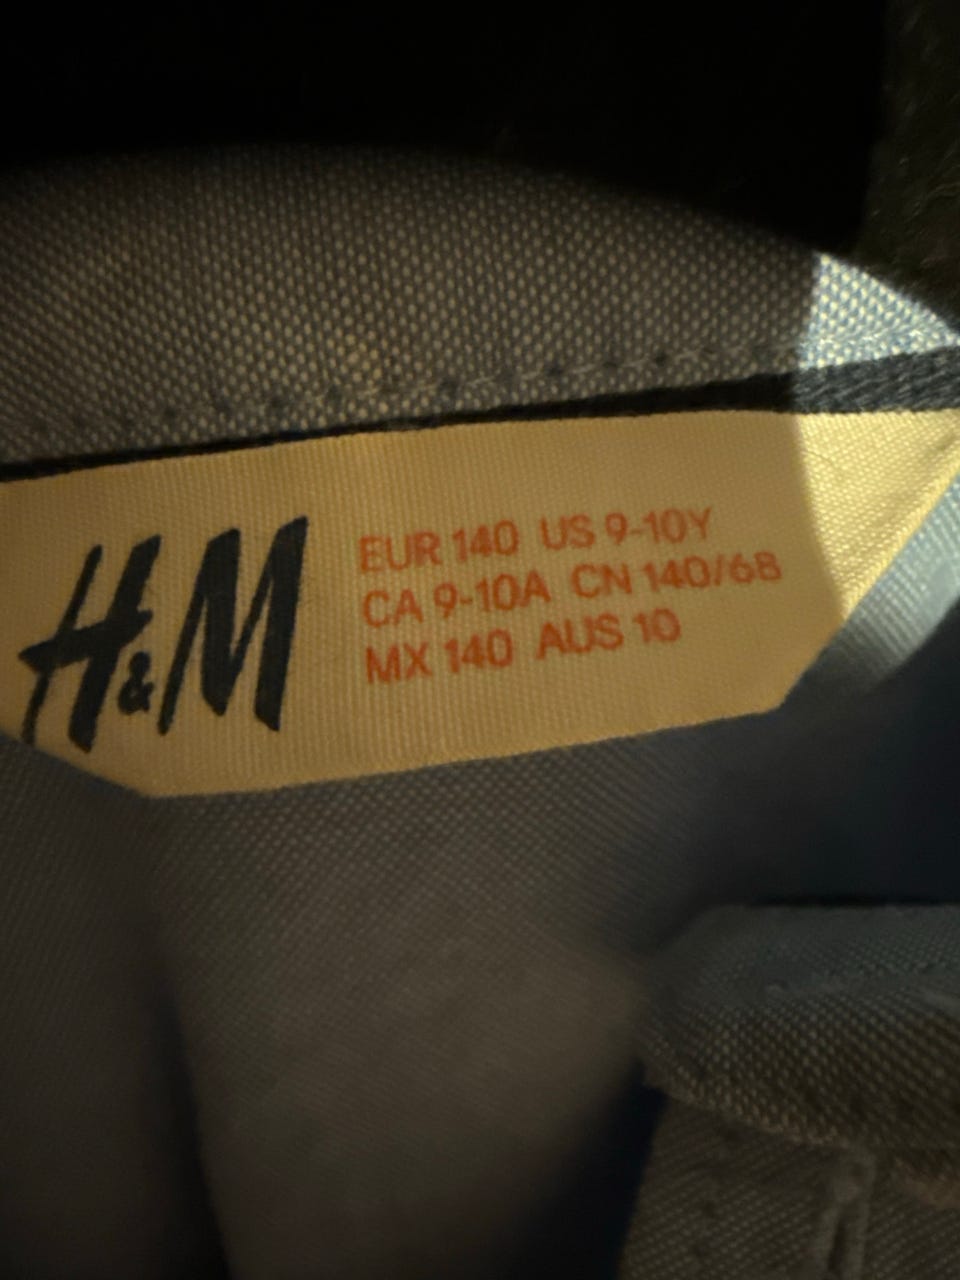 H&M
EUR 140 US 9-10Y
CA 9-10A CN 140/68
MX 140 AUS 10